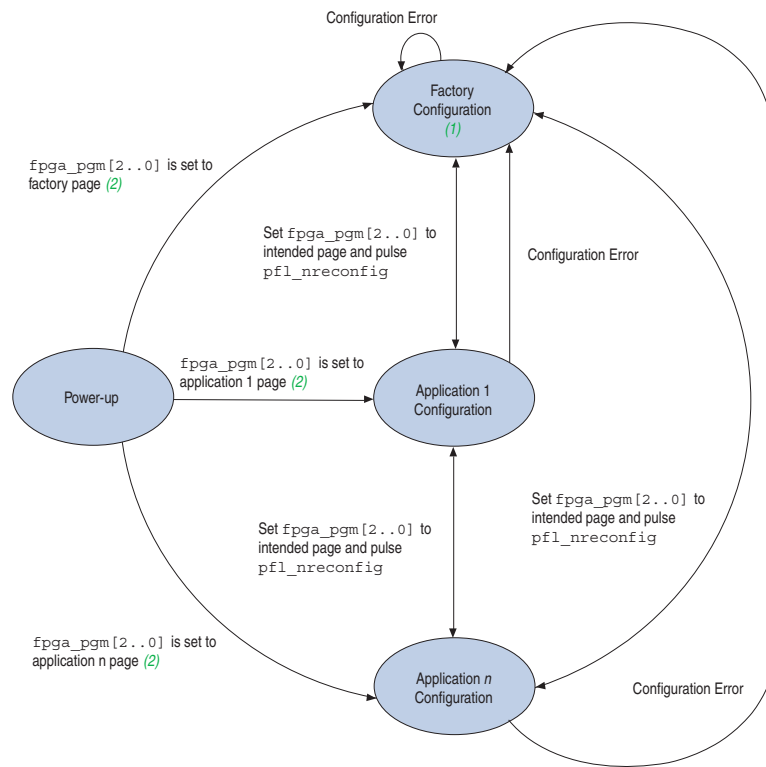 Configuration Error
Factory
Configuration
(1)
fpga_pgm[2..0] is set to
factory page (2)
Set fpga_pgm[2..0] to
intended page and pulse
pfl_nreconfig
Configuration Error
fpga_pgm[2..0] is set to
application 1 page (2)
Power-up
Application 1
Configuration
Set fpga_pgm[2..0] to
intended page and pulse
pfl_nreconfig
Set fpga_pgm[2..0] to
intended page and pulse
pfl_nreconfig
fpga_pgm[2..0] is set to
application n page (2)
Application n
Configuration
Configuration Error